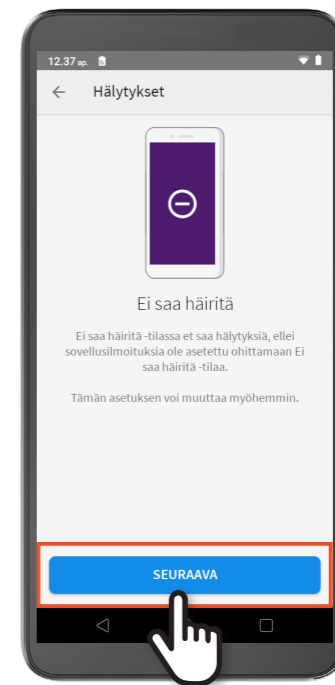 12.37 ap.
Hälytykset
Ei saa häiritä
Ei saa häiritä -tilassa et saa hälytyksiä, ellei
sovellusilmoituksia ole asetettu ohittamaan Ei
saa häiritä -tilaa.
Tämän asetuksen voi muuttaa myöhemmin.
SEURAAVA